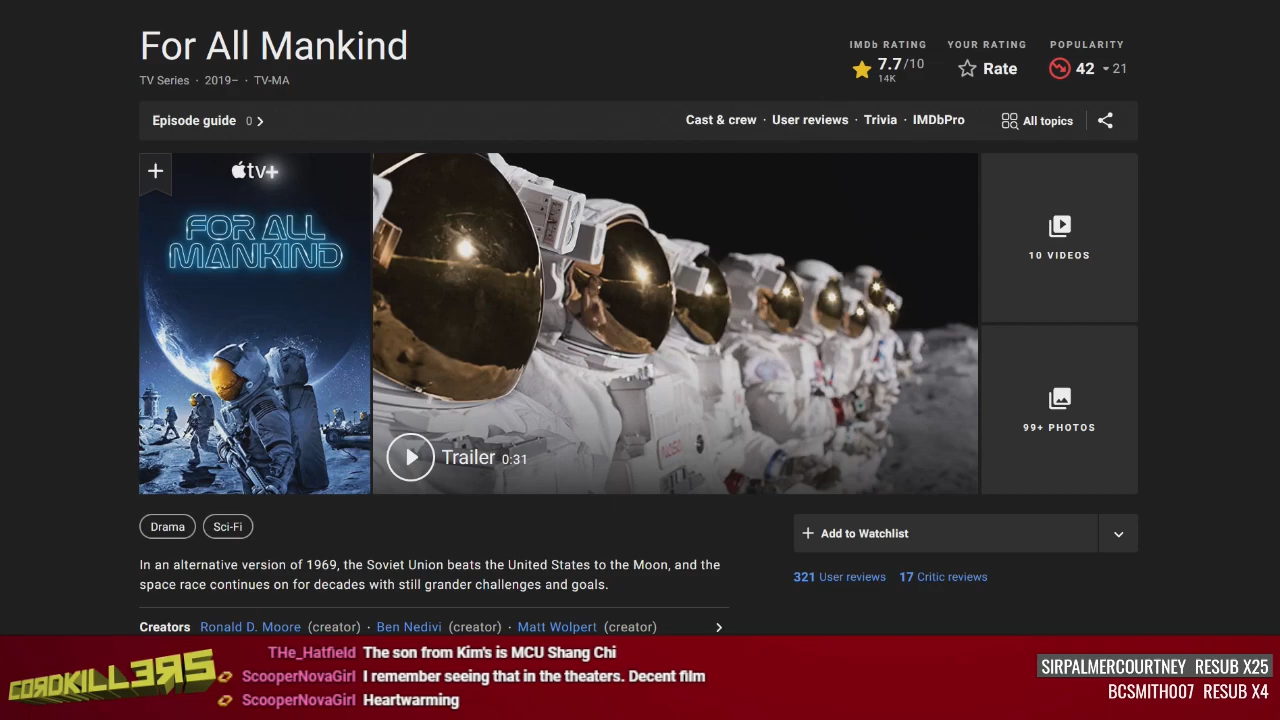 For All Mankind
TV Series · 2019– · TV-MA
IMDb RATING
7.7/10
14K
YOUR RATING
Rate
POPULARITY
42
21
Episode guide 0
Cast & crew · User reviews · Trivia · IMDbPro
All topics
tv+
FOR ALL
MANKIND
Trailer 0:31
10 VIDEOS
99+ PHOTOS
Drama
Sci-Fi
In an alternative version of 1969, the Soviet Union beats the United States to the Moon, and the
space race continues on for decades with still grander challenges and goals.
Add to Watchlist
321 User reviews 17 Critic reviews
Creators Ronald D. Moore (creator) · Ben Nedivi (creator) · Matt Wolpert (creator)
CORDKILLERS
THe_Hatfield The son from Kim's is MCU Shang Chi
ScooperNovaGirl I remember seeing that in the theaters. Decent film
ScooperNovaGirl Heartwarming
SIRPALMERCOURTNEY RESUB X25
BCSMITH007 RESUB X4